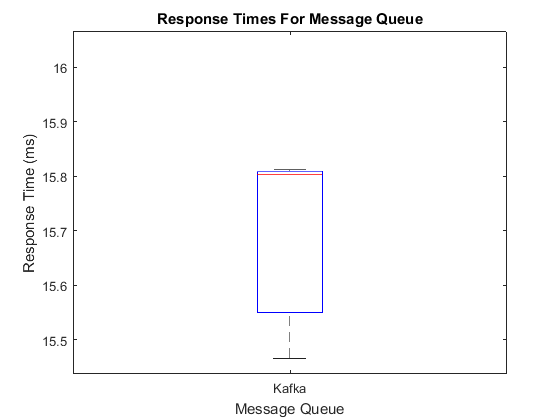 Response Times For Message Queue
16
15.9
15.8
15.7
15.6
15.5
Response Time (ms)
Kafka
Message Queue